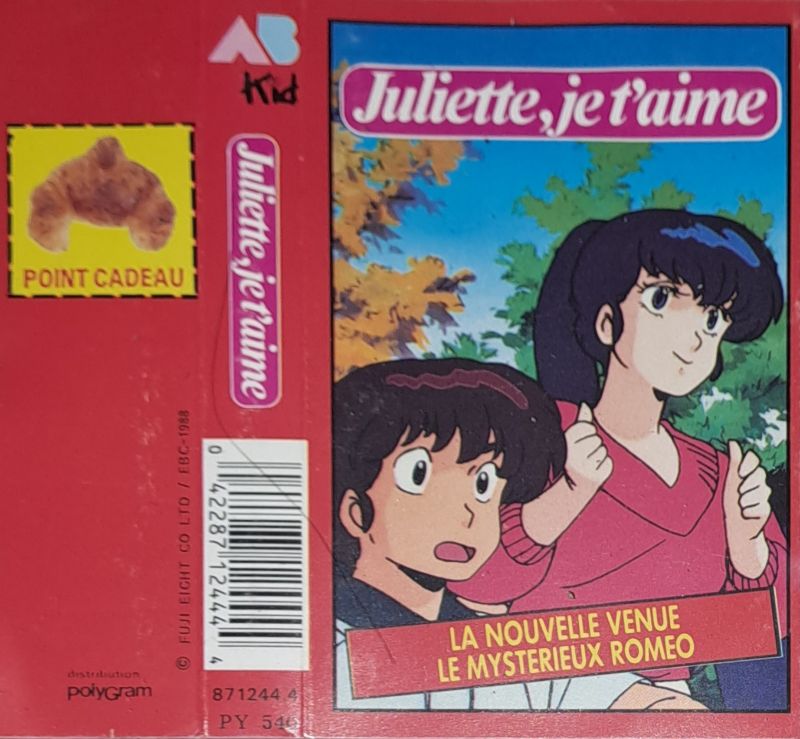 POINT CADEAU
© FUJI EIGHT CO LTD / FBC-1988
distribution
polyGram
AB
Kid
Juliette, je t'aime
0 42287 12444 4
871244 4
PY 540
Juliette, je t'aime
LA NOUVELLE VENUE
LE MYSTERIEUX ROMEO